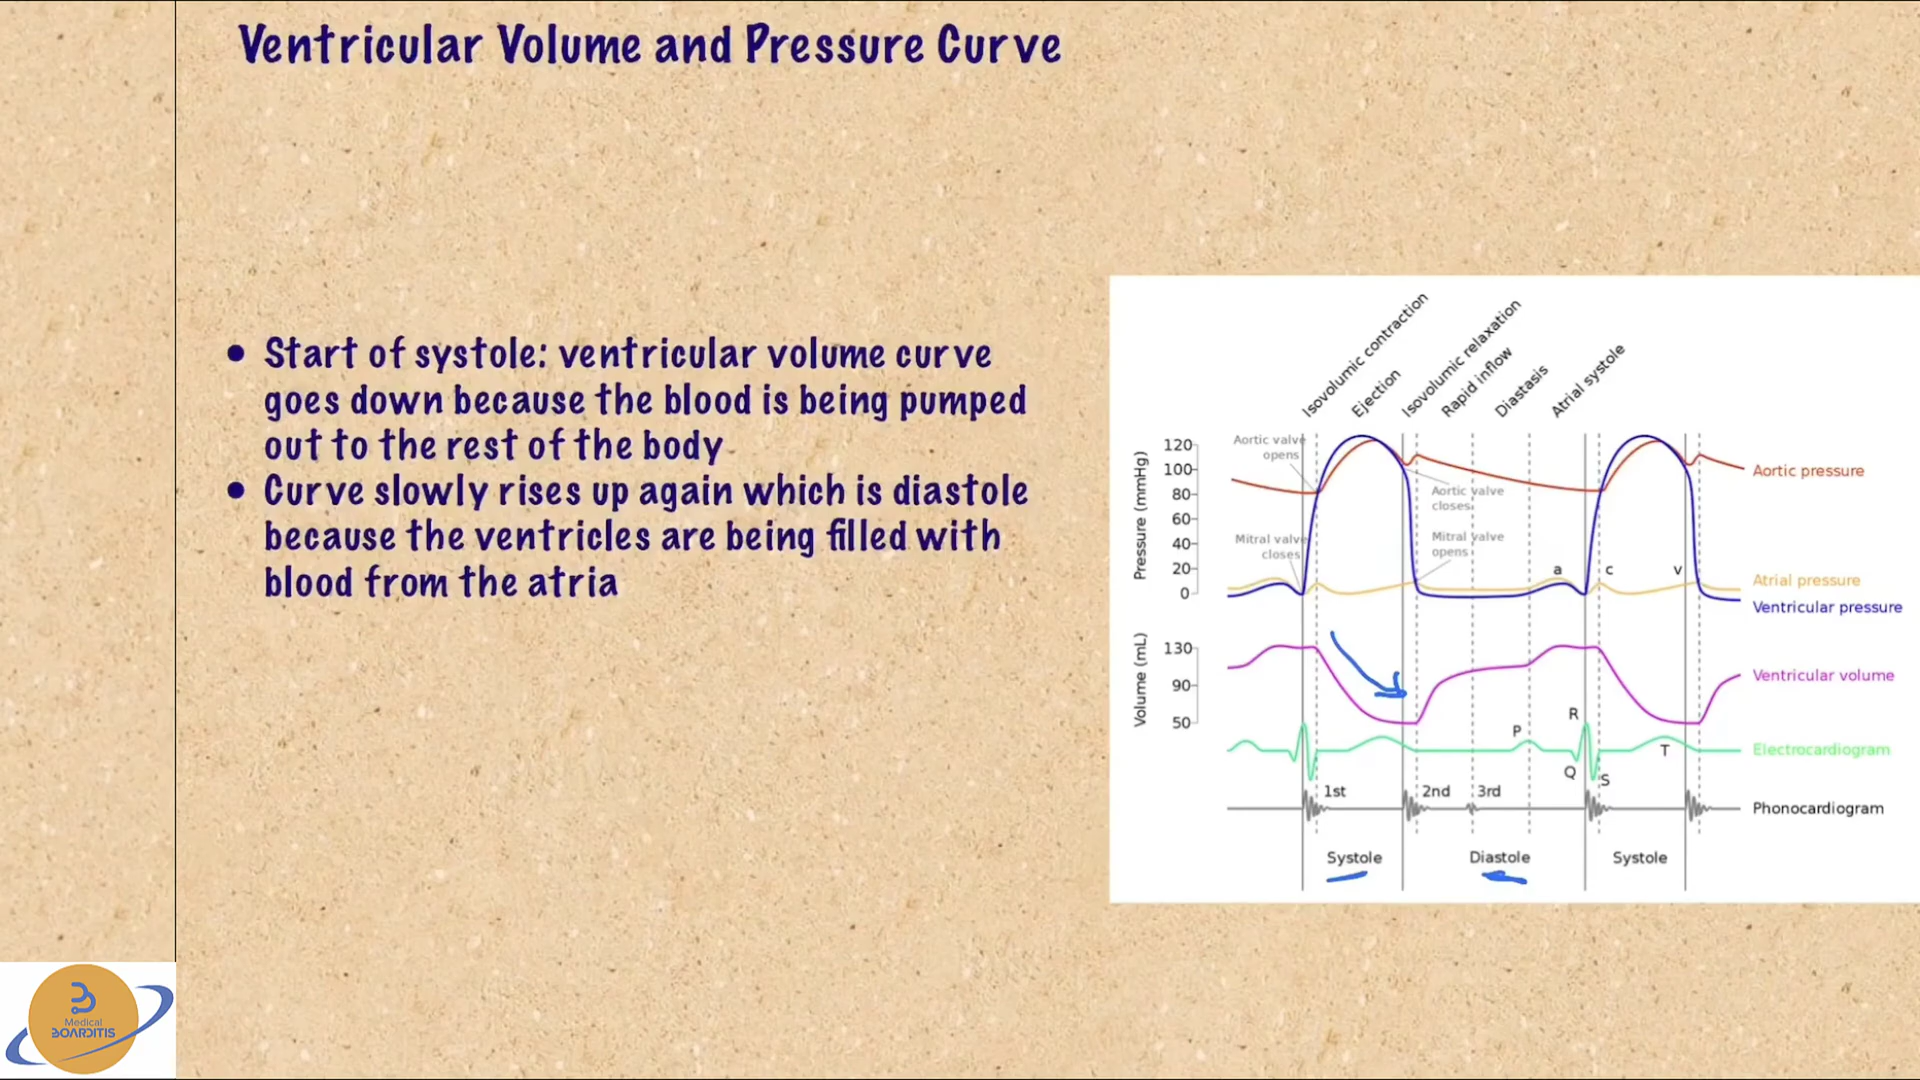 Ventricular Volume and Pressure Curve
• Start of systole: ventricular volume curve
goes down because the blood is being pumped
out to the rest of the body
• Curve slowly rises up again which is diastole
because the ventricles are being filled with
blood from the atria
Isovolumic contraction
Ejection
Isovolumic relaxation
Rapid inflow
Diastasis
Atrial systole
Pressure (mmHg)
120
100
80
60
40
20
0
Aortic valve
opens
Aortic valve
closes
Mitral valve
closes
Mitral valve
opens
a
c
v
Aortic pressure
Atrial pressure
Ventricular pressure
Volume (mL)
130
90
50
Ventricular volume
R
P
Q
S
T
Electrocardiogram
1st
2nd
3rd
Phonocardiogram
Systole
Diastole
Systole
Medical
BOARDITIS